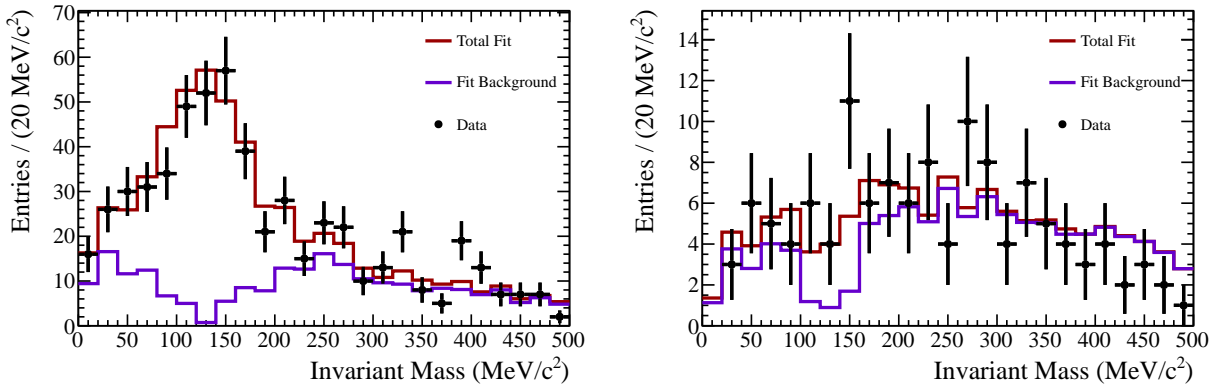 Entries / (20 MeV/c²)
70
60
50
40
30
20
10
0
Total Fit
Fit Background
Data
0 50 100 150 200 250 300 350 400 450 500
Invariant Mass (MeV/c²)
Entries / (20 MeV/c²)
14
12
10
8
6
4
2
0
Total Fit
Fit Background
Data
0 50 100 150 200 250 300 350 400 450 500
Invariant Mass (MeV/c²)